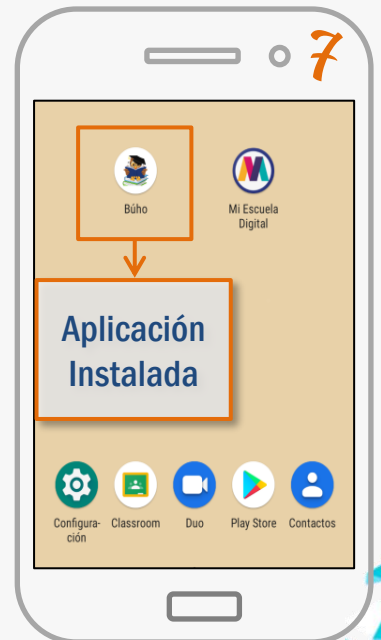 7
Búho
Mi Escuela
Digital
Aplicación
Instalada
Configura-
ción
Classroom
Duo
Play Store
Contactos